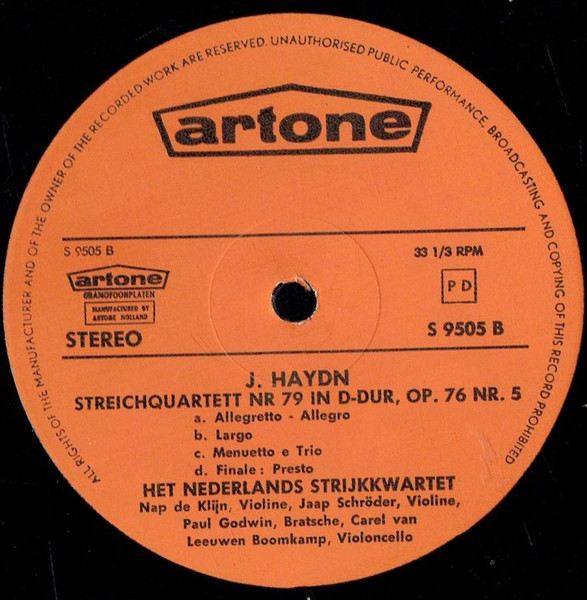 ALL RIGHTS OF THE MANUFACTURER AND OF THE OWNER OF THE RECORDED WORK ARE RESERVED. UNAUTHORISED PUBLIC PERFORMANCE, BROADCASTING AND COPYING OF THIS RECORD PROHIBITED
artone
S 9505 B
33 1/3 RPM
artone
GRAMOFOONPLATEN
MANUFACTURED BY
ARTONE HOLLAND
P D
STEREO
S 9505 B
J. HAYDN
STREICHQUARTETT NR 79 IN D-DUR, OP. 76 NR. 5
a. Allegretto - Allegro
b. Largo
c. Menuetto e Trio
d. Finale : Presto
HET NEDERLANDS STRIJKKWARTET
Nap de Klijn, Violine, Jaap Schröder, Violine,
Paul Godwin, Bratsche, Carel van
Leeuwen Boomkamp, Violoncello